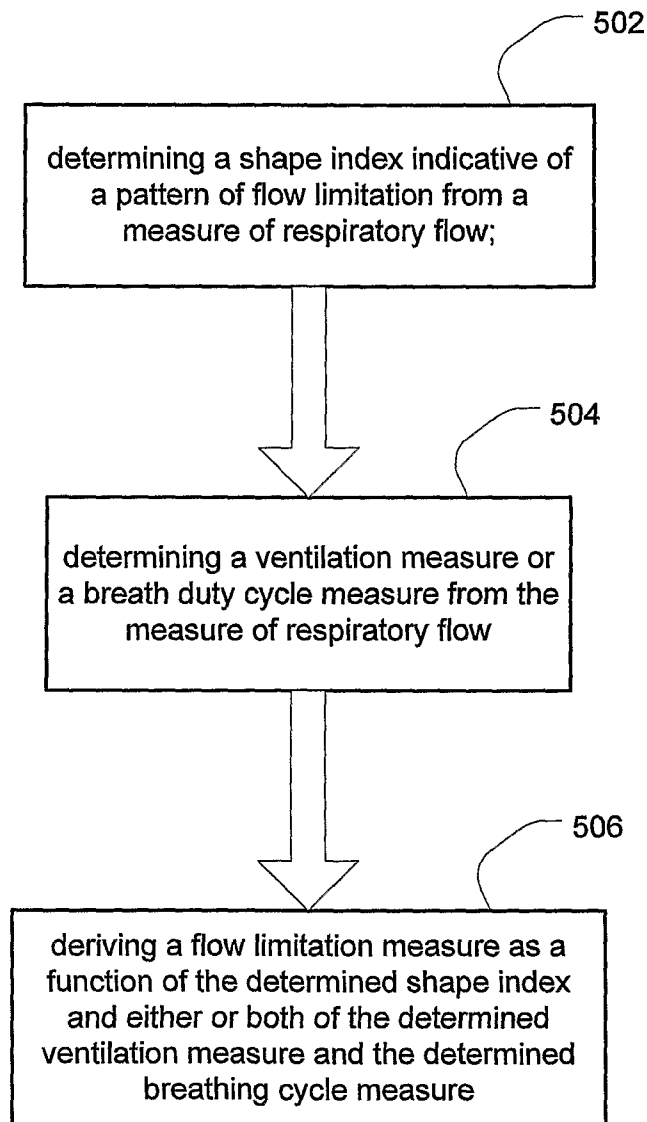 502
determining a shape index indicative of
a pattern of flow limitation from a
measure of respiratory flow;
504
determining a ventilation measure or
a breath duty cycle measure from the
measure of respiratory flow
506
deriving a flow limitation measure as a
function of the determined shape index
and either or both of the determined
ventilation measure and the determined
breathing cycle measure